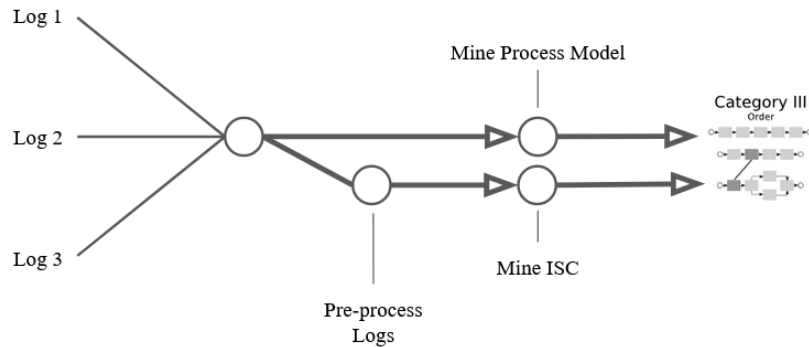 Log 1
Mine Process Model
Category III
Order
Log 2
Log 3
Mine ISC
Pre-process
Logs